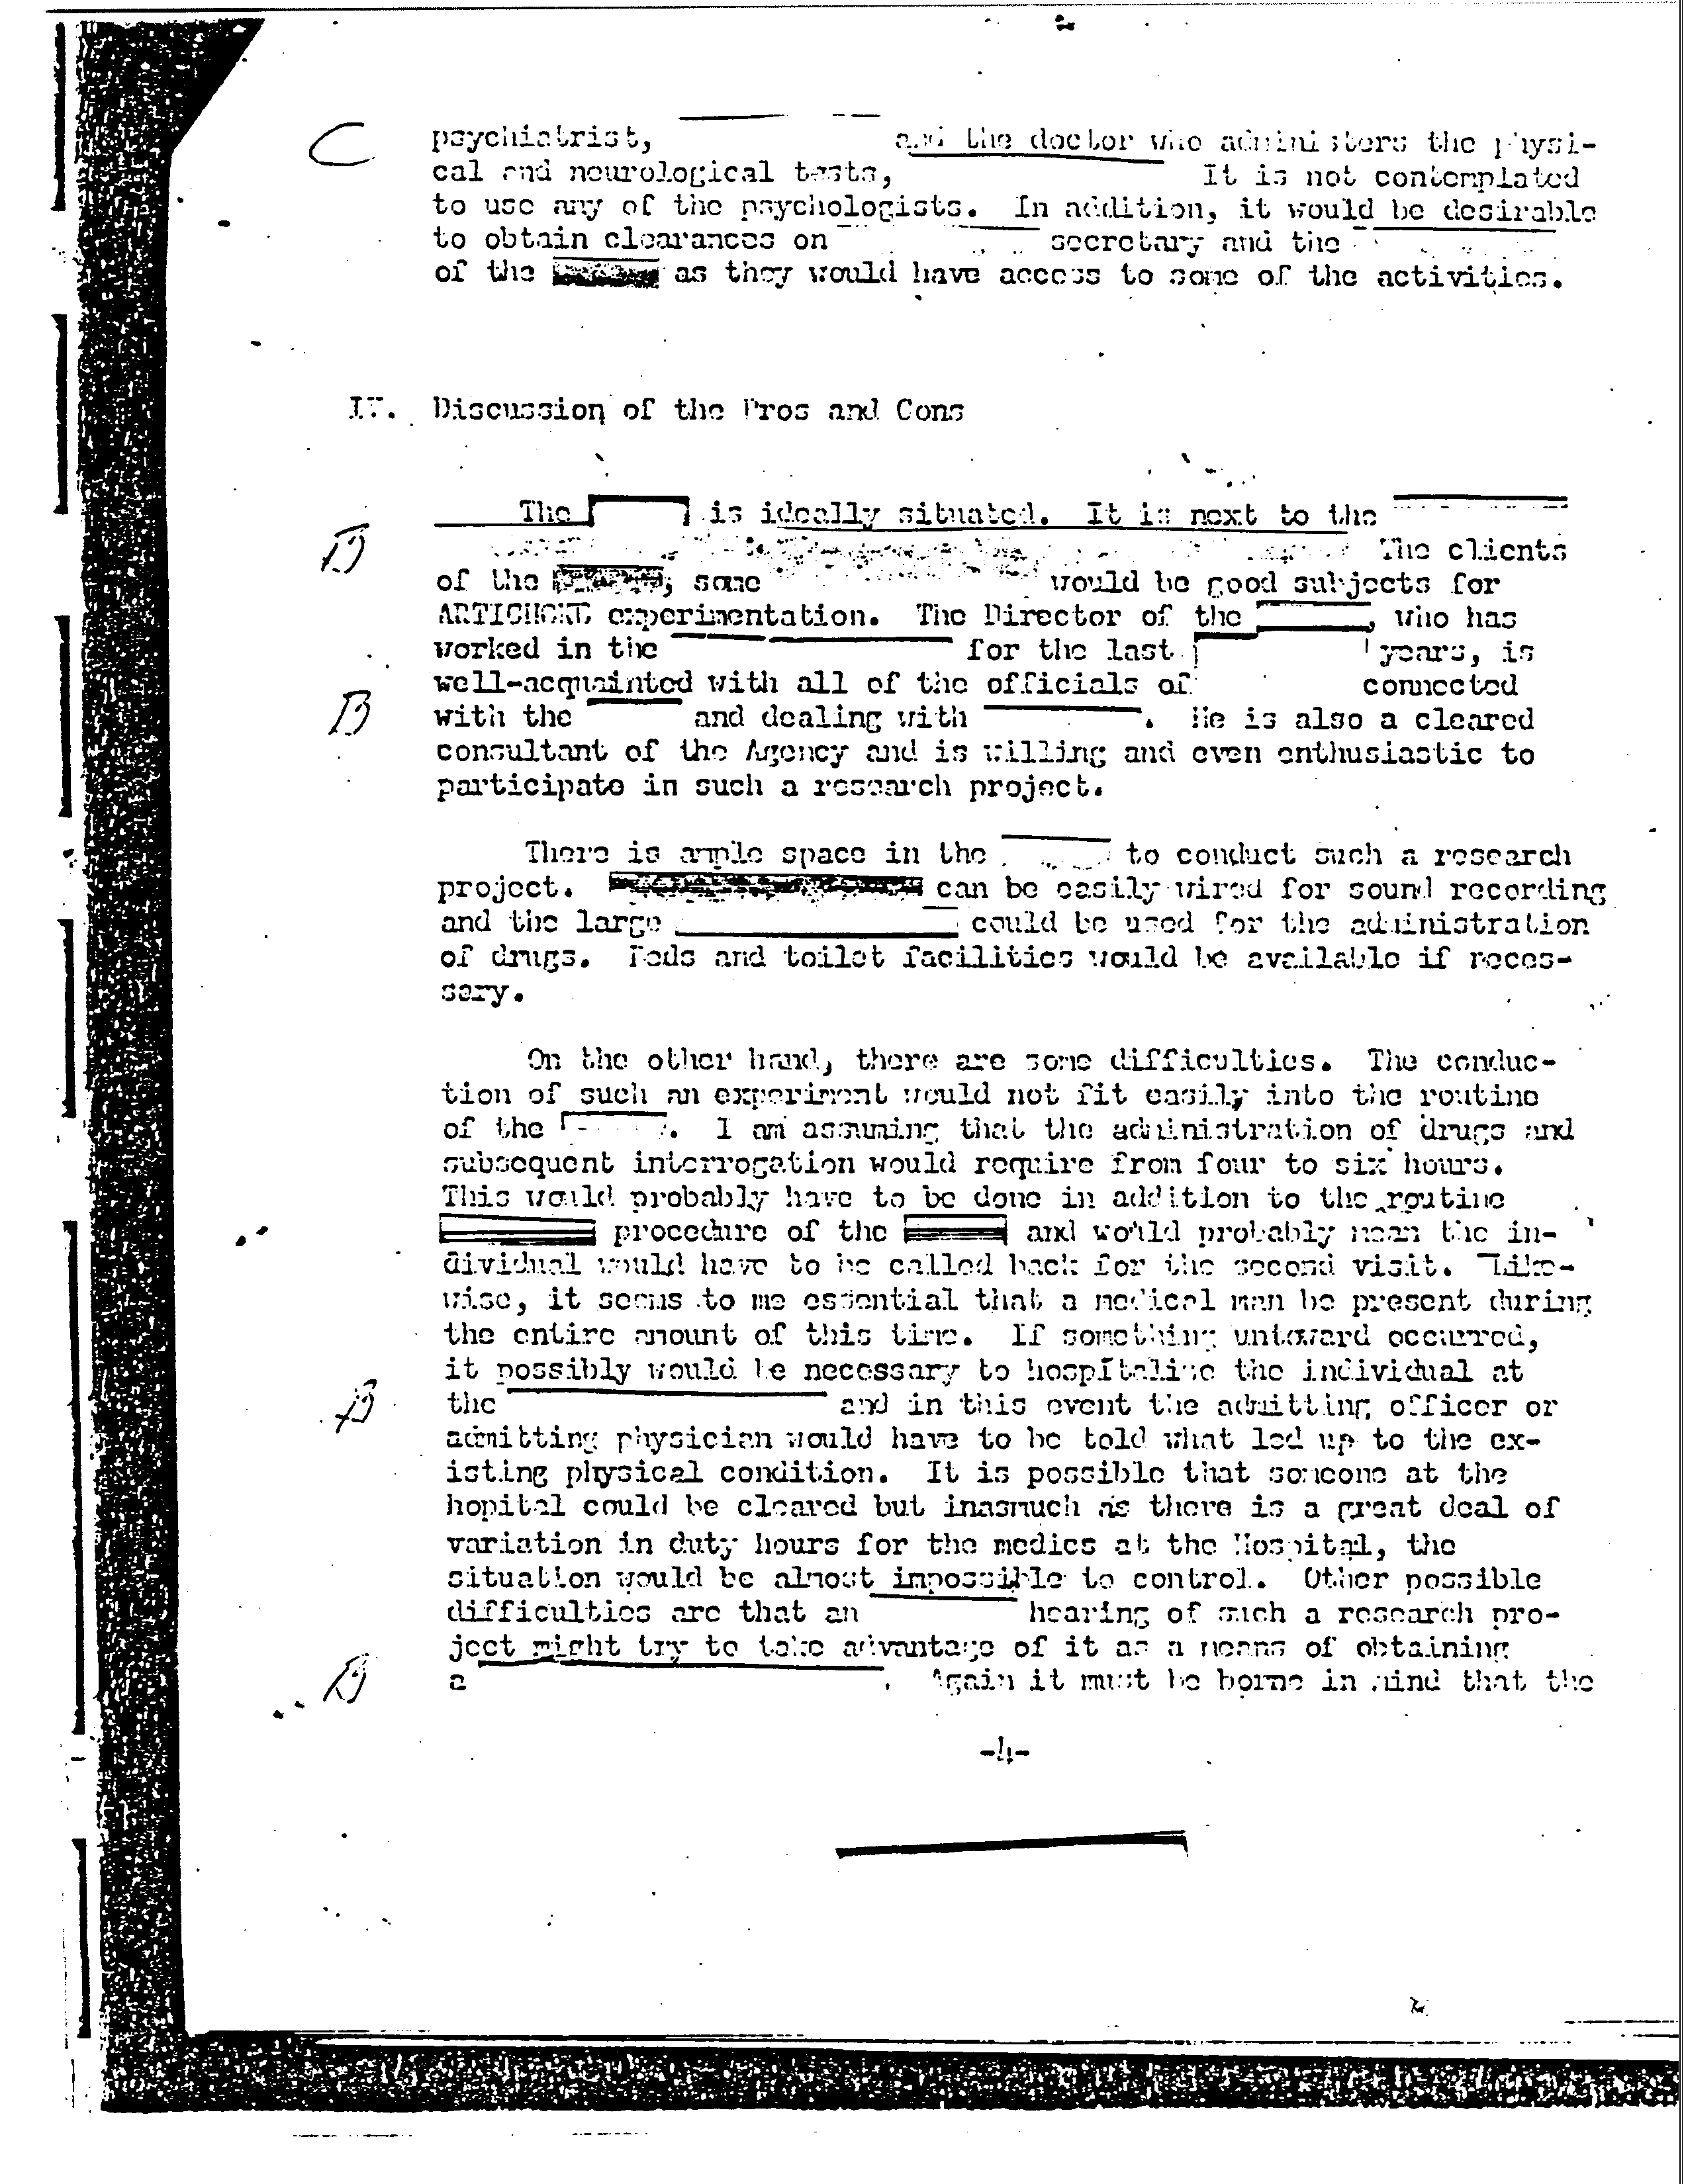 C
psychiatrist, and the doctor who administers the physi-
cal and neurological tests, It is not contemplated
to use any of the psychologists. In addition, it would be desirable
to obtain clearances on secretary and the
of the as they would have access to some of the activities.
IV. Discussion of the Pros and Cons
The is ideally situated. It is next to the
B
The clients
of the , some would be good subjects for
ARTICHOKE experimentation. The Director of the , who has
worked in the for the last years, is
well-acquainted with all of the officials of connected
B
with the and dealing with . He is also a cleared
consultant of the Agency and is willing and even enthusiastic to
participate in such a research project.
There is ample space in the to conduct such a research
project. can be easily wired for sound recording
and the large could be used for the administration
of drugs. Beds and toilet facilities would be available if neces-
sary.
On the other hand, there are some difficulties. The conduc-
tion of such an experiment would not fit easily into the routine
of the . I am assuming that the administration of drugs and
subsequent interrogation would require from four to six hours.
This would probably have to be done in addition to the routine
procedure of the and would probably mean the in-
dividual would have to be called back for the second visit. Like-
wise, it seems to me essential that a medical man be present during
the entire amount of this time. If something untoward occurred,
it possibly would be necessary to hospitalize the individual at
B
the and in this event the admitting officer or
admitting physician would have to be told what led up to the ex-
isting physical condition. It is possible that someone at the
hopital could be cleared but inasmuch as there is a great deal of
variation in duty hours for the medics at the Hospital, the
situation would be almost impossible to control. Other possible
difficulties are that an hearing of such a research pro-
ject might try to take advantage of it as a means of obtaining
B
a . Again it must be borne in mind that the
-4-